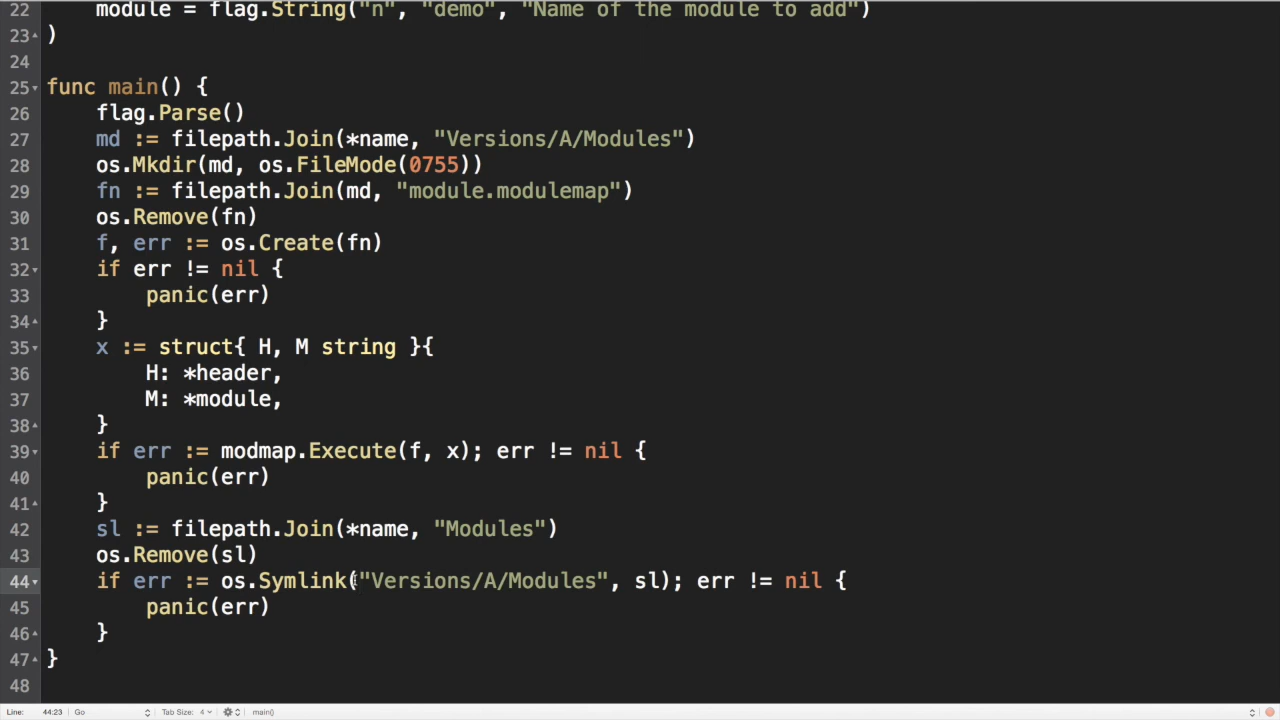 22 module = flag.String("n", "demo", "Name of the module to add")
23 )
24
25 func main() {
26 flag.Parse()
27 md := filepath.Join(*name, "Versions/A/Modules")
28 os.Mkdir(md, os.FileMode(0755))
29 fn := filepath.Join(md, "module.modulemap")
30 os.Remove(fn)
31 f, err := os.Create(fn)
32 if err != nil {
33 panic(err)
34 }
35 x := struct{ H, M string }{
36 H: *header,
37 M: *module,
38 }
39 if err := modmap.Execute(f, x); err != nil {
40 panic(err)
41 }
42 sl := filepath.Join(*name, "Modules")
43 os.Remove(sl)
44 if err := os.Symlink("Versions/A/Modules", sl); err != nil {
45 panic(err)
46 }
47 }
48
Line: 44:23 Go Tab Size: 4 main()